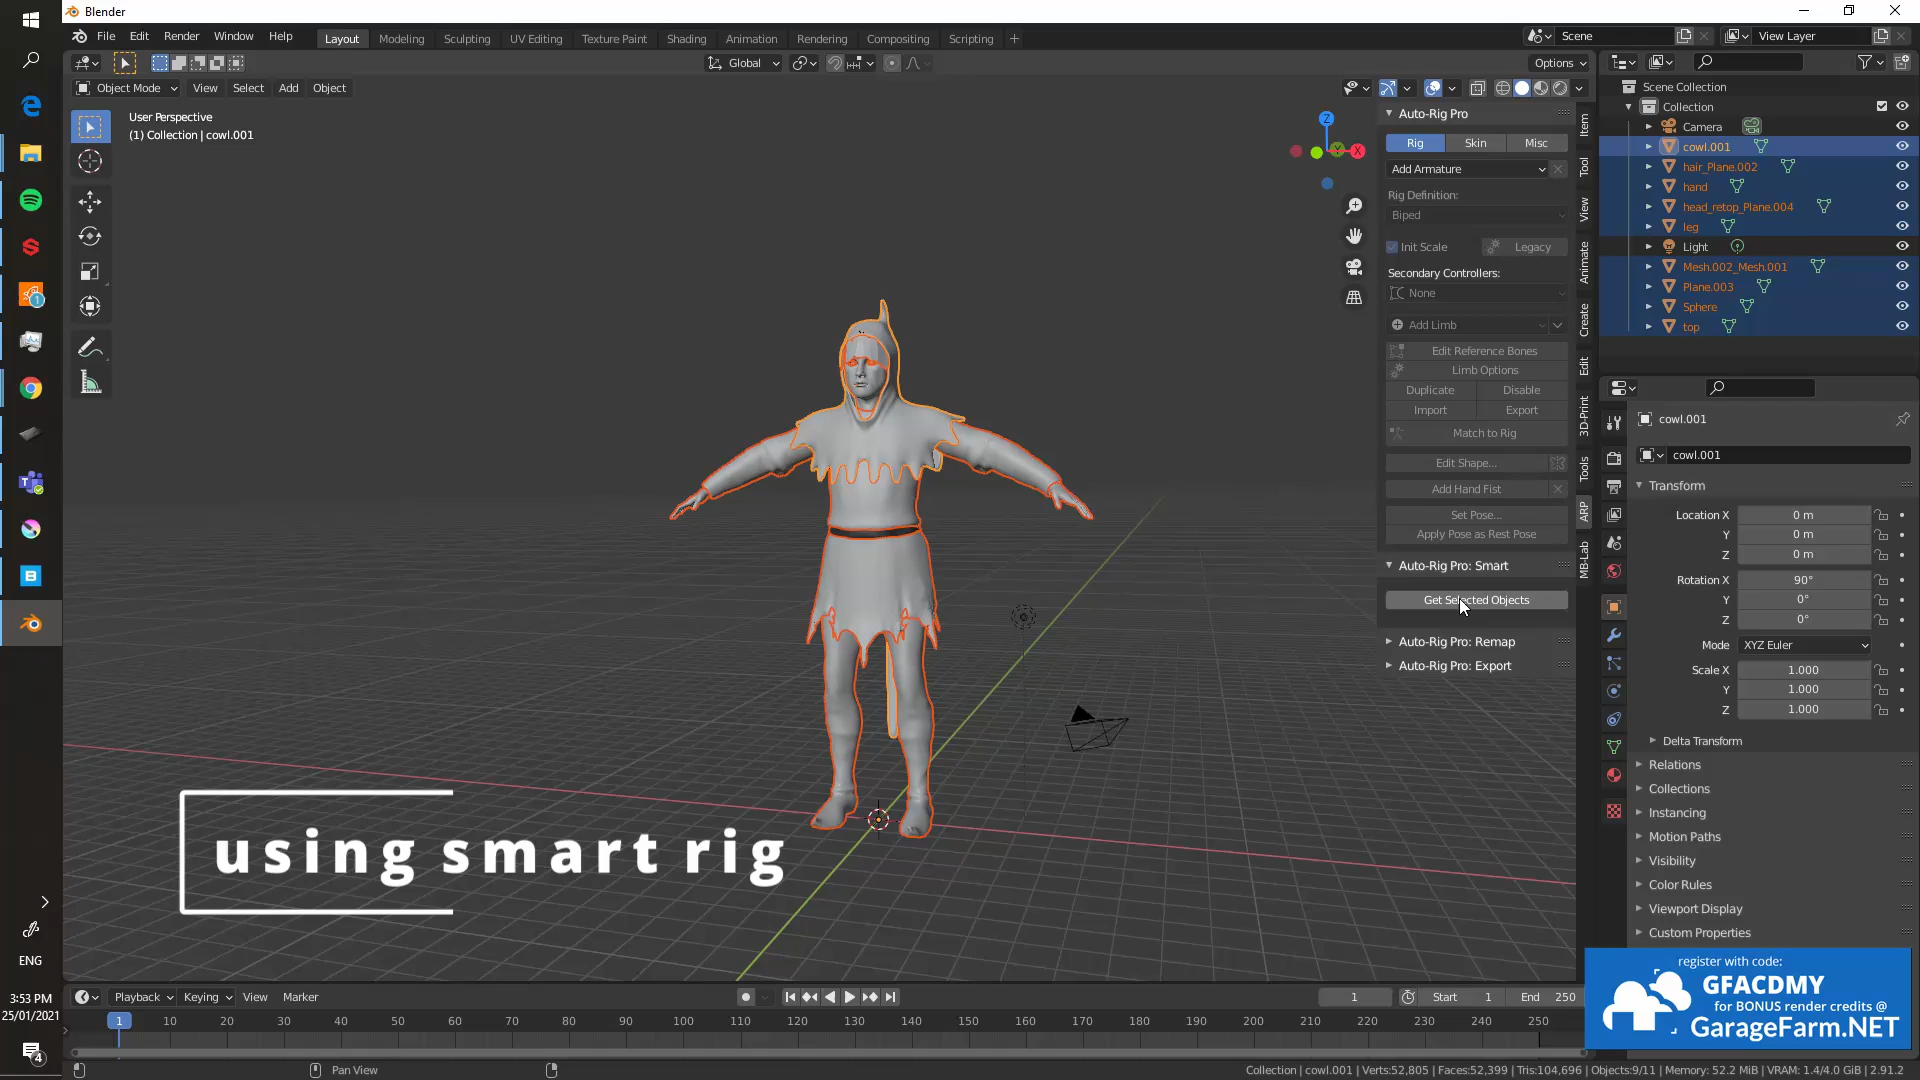 Blender
File Edit Render Window Help
Layout Modeling Sculpting UV Editing Texture Paint Shading Animation Rendering Compositing Scripting
Scene
View Layer
Global
Options
Object Mode View Select Add Object
User Perspective
(1) Collection | cowl.001
Z
Y
X
Auto-Rig Pro
Rig Skin Misc
Add Armature
Rig Definition:
Biped
Init Scale Legacy
Secondary Controllers:
None
Add Limb
Edit Reference Bones
Limb Options
Duplicate Disable
Import Export
Match to Rig
Edit Shape...
Add Hand Fist
Set Pose...
Apply Pose as Rest Pose
Auto-Rig Pro: Smart
Get Selected Objects
Auto-Rig Pro: Remap
Auto-Rig Pro: Export
Item
Tool
View
Animate
Create
Edit
3D-Print
Tools
ARP
MB-Lab
Scene Collection
Collection
Camera
cowl.001
hair_Plane.002
hand
head_retop_Plane.004
leg
Light
Mesh.002_Mesh.001
Plane.003
Sphere
top
cowl.001
cowl.001
Transform
Location X 0 m
Y 0 m
Z 0 m
Rotation X 90°
Y 0°
Z 0°
Mode XYZ Euler
Scale X 1.000
Y 1.000
Z 1.000
Delta Transform
Relations
Collections
Instancing
Motion Paths
Visibility
Color Rules
Viewport Display
Custom Properties
using smart rig
register with code:
GFACDMY
for BONUS render credits @
GarageFarm.NET
1
ENG
3:53 PM
25/01/2021
4
Playback Keying View Marker
1 Start 1 End 250
1 10 20 30 40 50 60 70 80 90 100 110 120 130 140 150 160 170 180 190 200 210 220 230 240 250
Pan View
Collection | cowl.001 | Verts:52,805 | Faces:52,399 | Tris:104,696 | Objects:9/11 | Memory: 52.2 MiB | VRAM: 1.4/4.0 GiB | 2.91.2